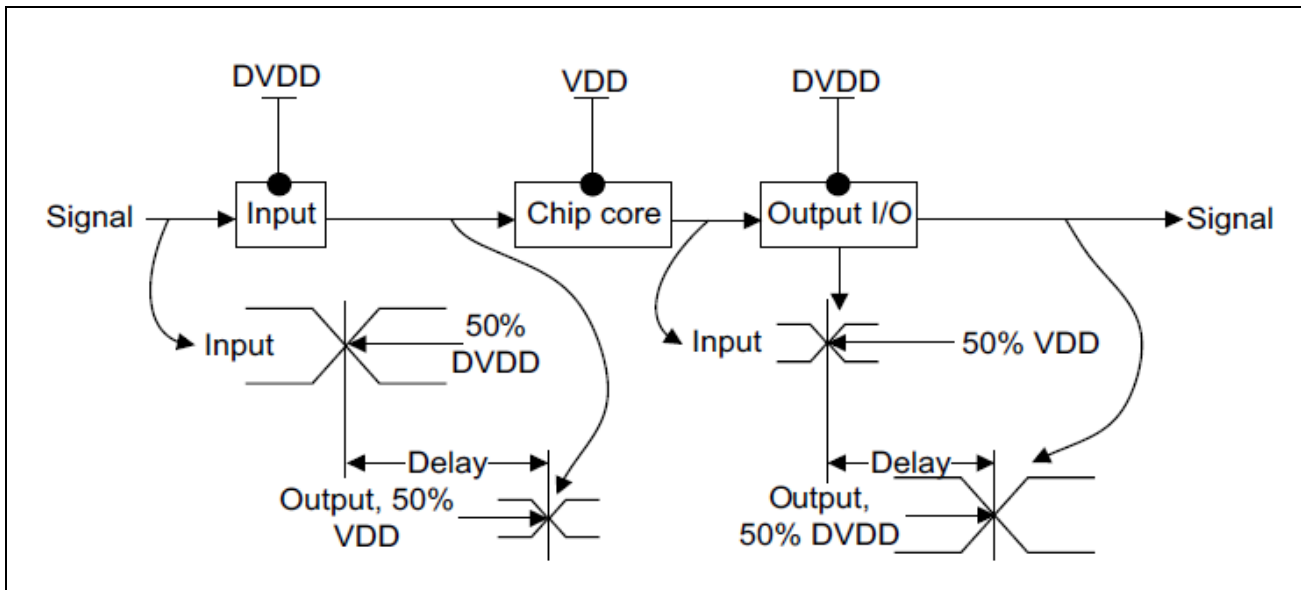 DVDD
VDD
DVDD
Signal
Input
Chip core
Output I/O
Signal
Input
50%
DVDD
Input
50% VDD
Delay
Output, 50%
VDD
Delay
Output,
50% DVDD